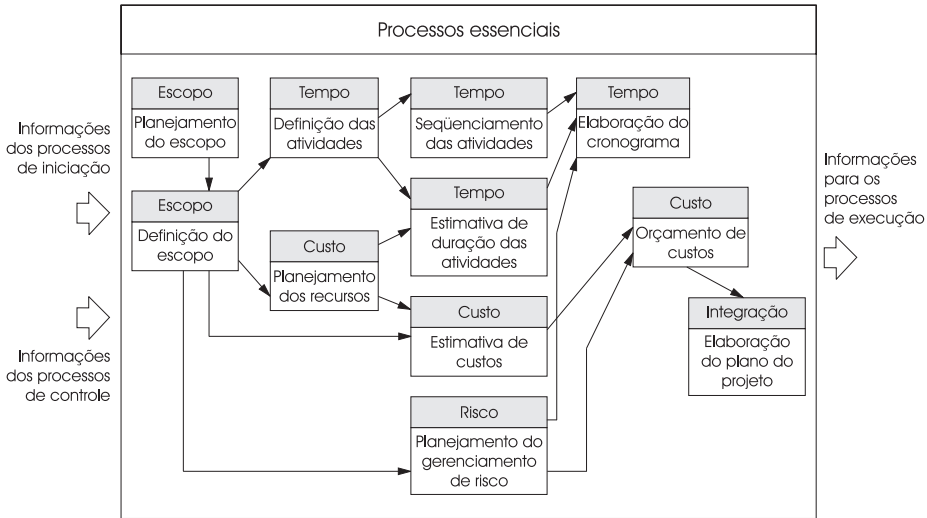 Processos essenciais
Informações
dos processos
de iniciação
Informações
dos processos
de controle
Escopo
Planejamento
do escopo
Escopo
Definição do
escopo
Tempo
Definição das
atividades
Custo
Planejamento
dos recursos
Tempo
Seqüenciamento
das atividades
Tempo
Estimativa de
duração das
atividades
Custo
Estimativa de
custos
Risco
Planejamento do
gerenciamento
de risco
Tempo
Elaboração do
cronograma
Custo
Orçamento de
custos
Integração
Elaboração
do plano do
projeto
Informações
para os
processos
de execução